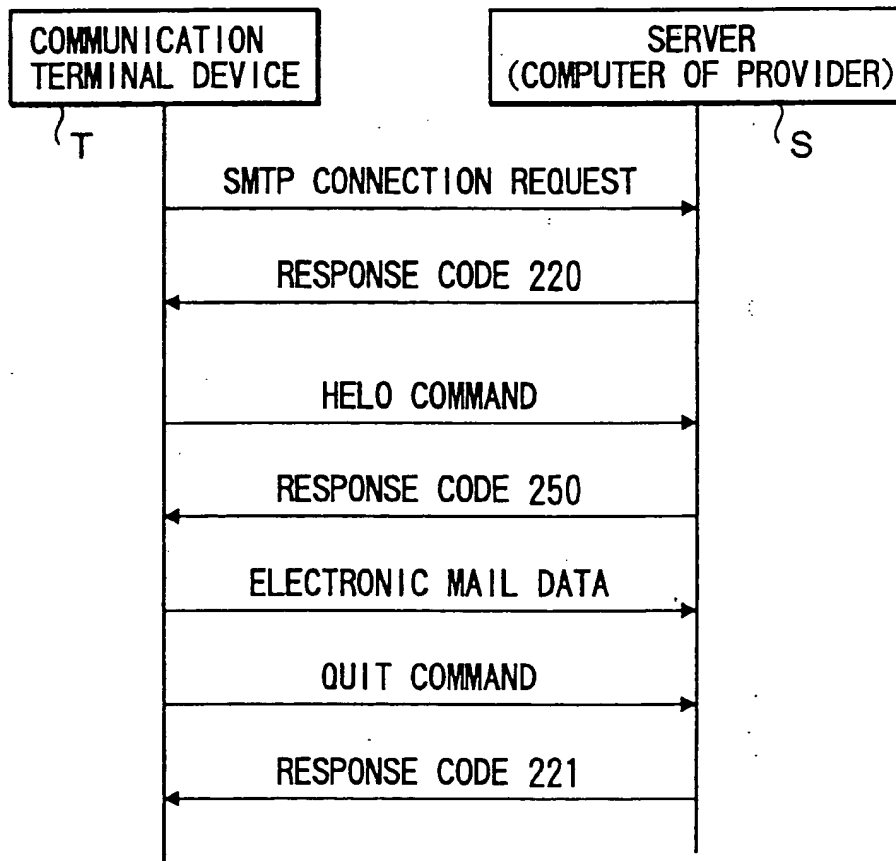 COMMUNICATION
TERMINAL DEVICE
SERVER
(COMPUTER OF PROVIDER)
T
S
SMTP CONNECTION REQUEST
RESPONSE CODE 220
HELO COMMAND
RESPONSE CODE 250
ELECTRONIC MAIL DATA
QUIT COMMAND
RESPONSE CODE 221